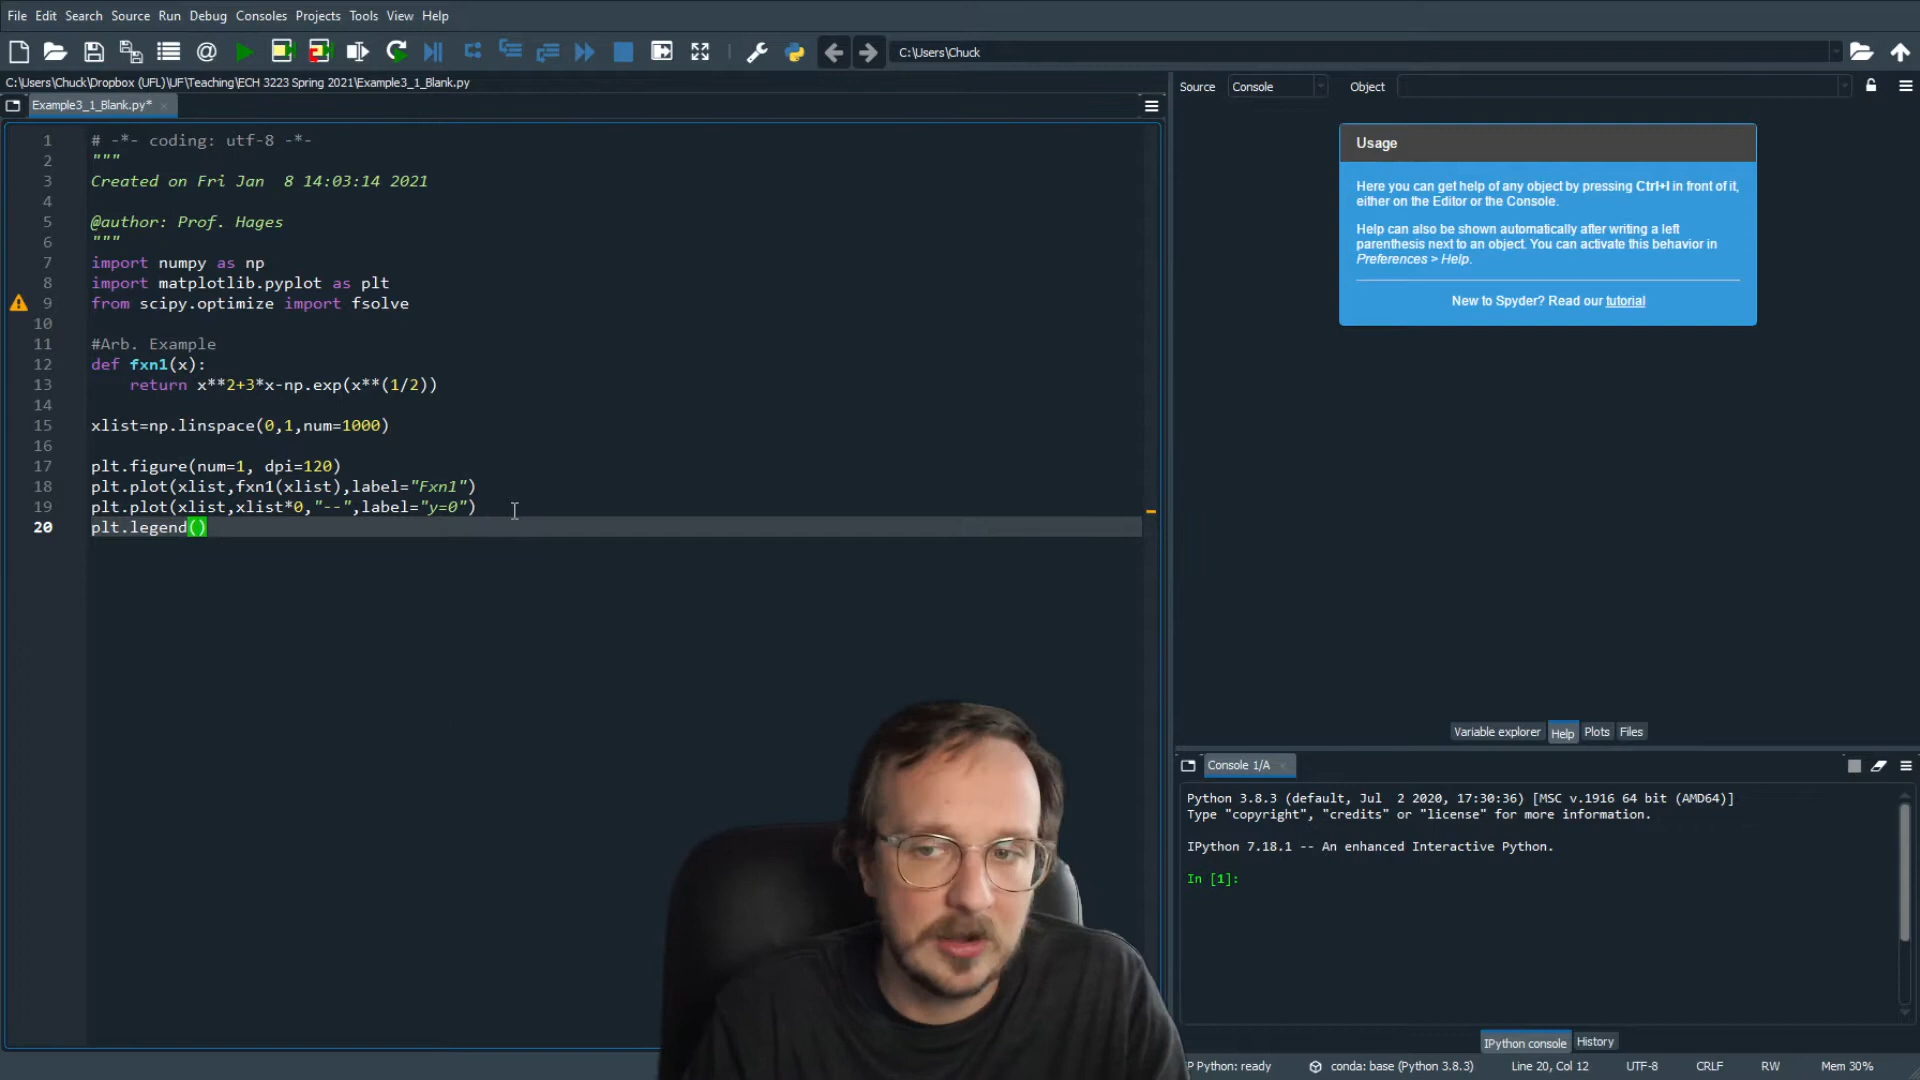 File Edit Search Source Run Debug Consoles Projects Tools View Help
C:\Users\Chuck
C:\Users\Chuck\Dropbox (UFL)\UF\Teaching\ECH 3223 Spring 2021\Example3_1_Blank.py
Example3_1_Blank.py*
1 # -*- coding: utf-8 -*-
2 """
3 Created on Fri Jan  8 14:03:14 2021
4
5 @author: Prof. Hages
6 """
7 import numpy as np
8 import matplotlib.pyplot as plt
9 from scipy.optimize import fsolve
10
11 #Arb. Example
12 def fxn1(x):
13     return x**2+3*x-np.exp(x**(1/2))
14
15 xlist=np.linspace(0,1,num=1000)
16
17 plt.figure(num=1, dpi=120)
18 plt.plot(xlist,fxn1(xlist),label="Fxn1")
19 plt.plot(xlist,xlist*0,"--",label="y=0")
20 plt.legend()
Source Console Object
Usage
Here you can get help of any object by pressing Ctrl+I in front of it,
either on the Editor or the Console.
Help can also be shown automatically after writing a left
parenthesis next to an object. You can activate this behavior in
Preferences > Help.
New to Spyder? Read our tutorial
Variable explorer Help Plots Files
Console 1/A
Python 3.8.3 (default, Jul  2 2020, 17:30:36) [MSC v.1916 64 bit (AMD64)]
Type "copyright", "credits" or "license" for more information.
IPython 7.18.1 -- An enhanced Interactive Python.
In [1]:
IPython console History
P Python: ready conda: base (Python 3.8.3) Line 20, Col 12 UTF-8 CRLF RW Mem 30%